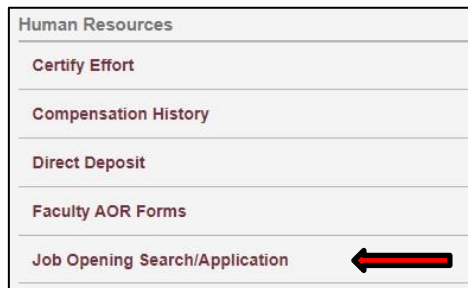 Human Resources
Certify Effort
Compensation History
Direct Deposit
Faculty AOR Forms
Job Opening Search/Application